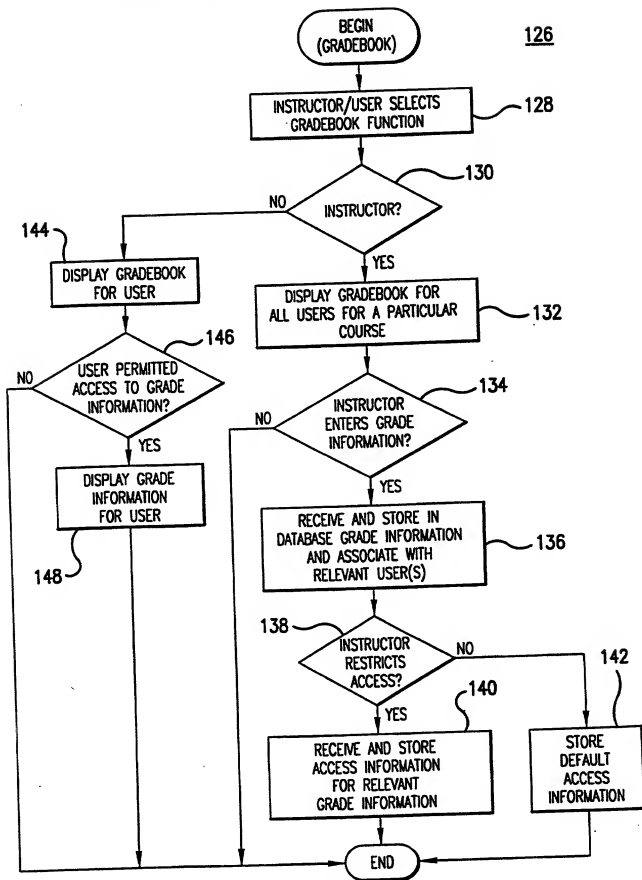 BEGIN
(GRADEBOOK)
126
INSTRUCTOR/USER SELECTS
GRADEBOOK FUNCTION
128
130
NO
INSTRUCTOR?
144
YES
DISPLAY GRADEBOOK
FOR USER
DISPLAY GRADEBOOK FOR
ALL USERS FOR A PARTICULAR
COURSE
132
146
NO
USER PERMITTED
ACCESS TO GRADE
INFORMATION?
134
NO
INSTRUCTOR
ENTERS GRADE
INFORMATION?
YES
YES
DISPLAY GRADE
INFORMATION
FOR USER
148
RECEIVE AND STORE IN
DATABASE GRADE INFORMATION
AND ASSOCIATE WITH
RELEVANT USER(S)
136
138
INSTRUCTOR
RESTRICTS
ACCESS?
NO
142
YES
140
RECEIVE AND STORE
ACCESS INFORMATION
FOR RELEVANT
GRADE INFORMATION
STORE
DEFAULT
ACCESS
INFORMATION
END